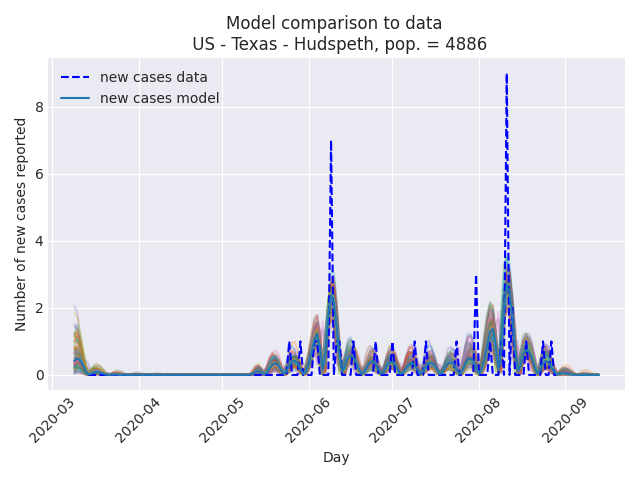 Model comparison to data
US - Texas - Hudspeth, pop. = 4886
new cases data
new cases model
Number of new cases reported
8
6
4
2
0
2020-03
2020-04
2020-05
2020-06
2020-07
2020-08
2020-09
Day